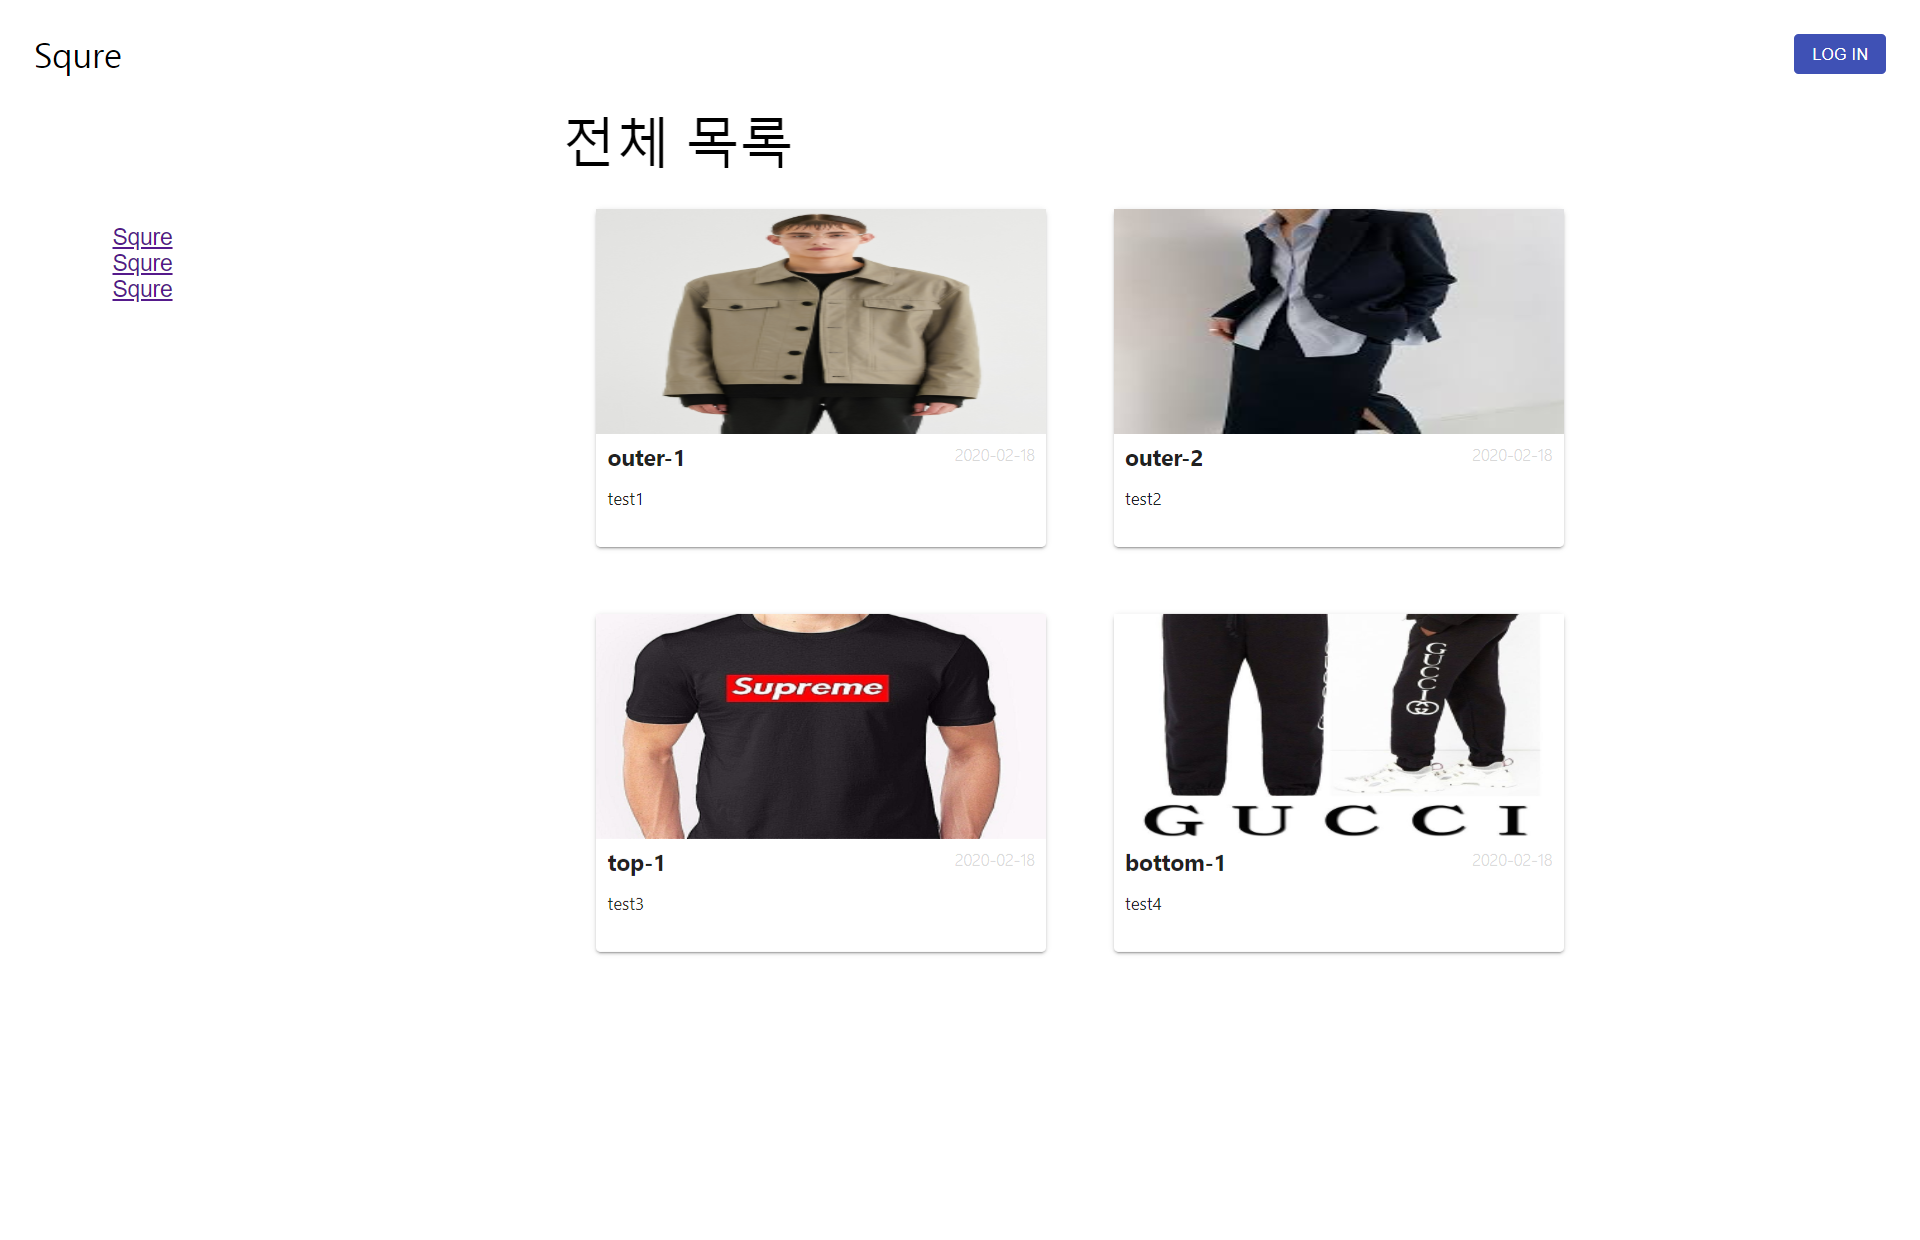 Squre
LOG IN
전체 목록
Squre
Squre
Squre
outer-1
2020-02-18
test1
outer-2
2020-02-18
test2
Supreme
GUCCI
GUCCI
top-1
2020-02-18
test3
bottom-1
2020-02-18
test4